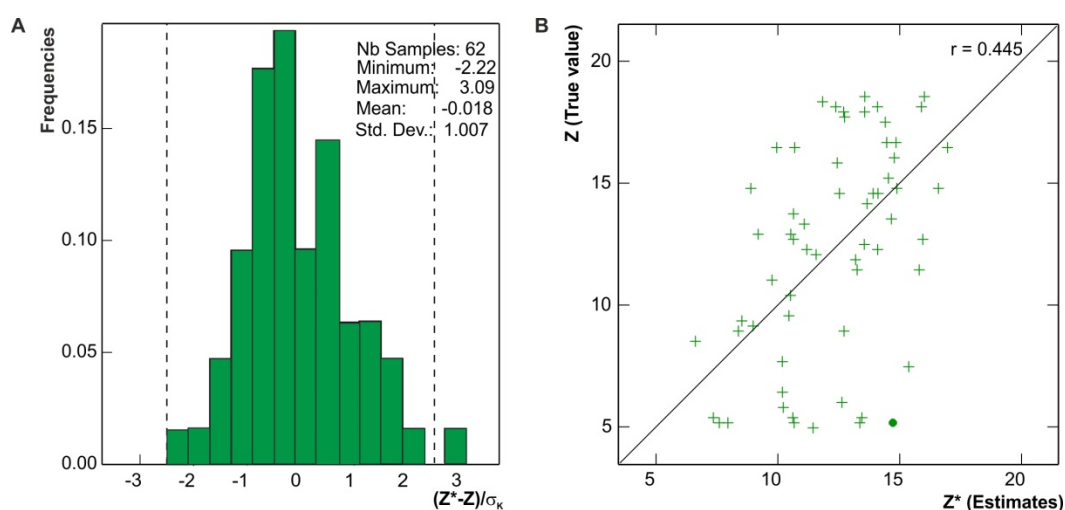 A
Frequencies
Nb Samples: 62
Minimum: -2.22
Maximum: 3.09
Mean: -0.018
Std. Dev.: 1.007
0.15
0.10
0.05
0.00
-3 -2 -1 0 1 2 3
(Z*-Z)/σK
B
Z (True value)
r = 0.445
20
15
10
5
5 10 15 20
Z* (Estimates)